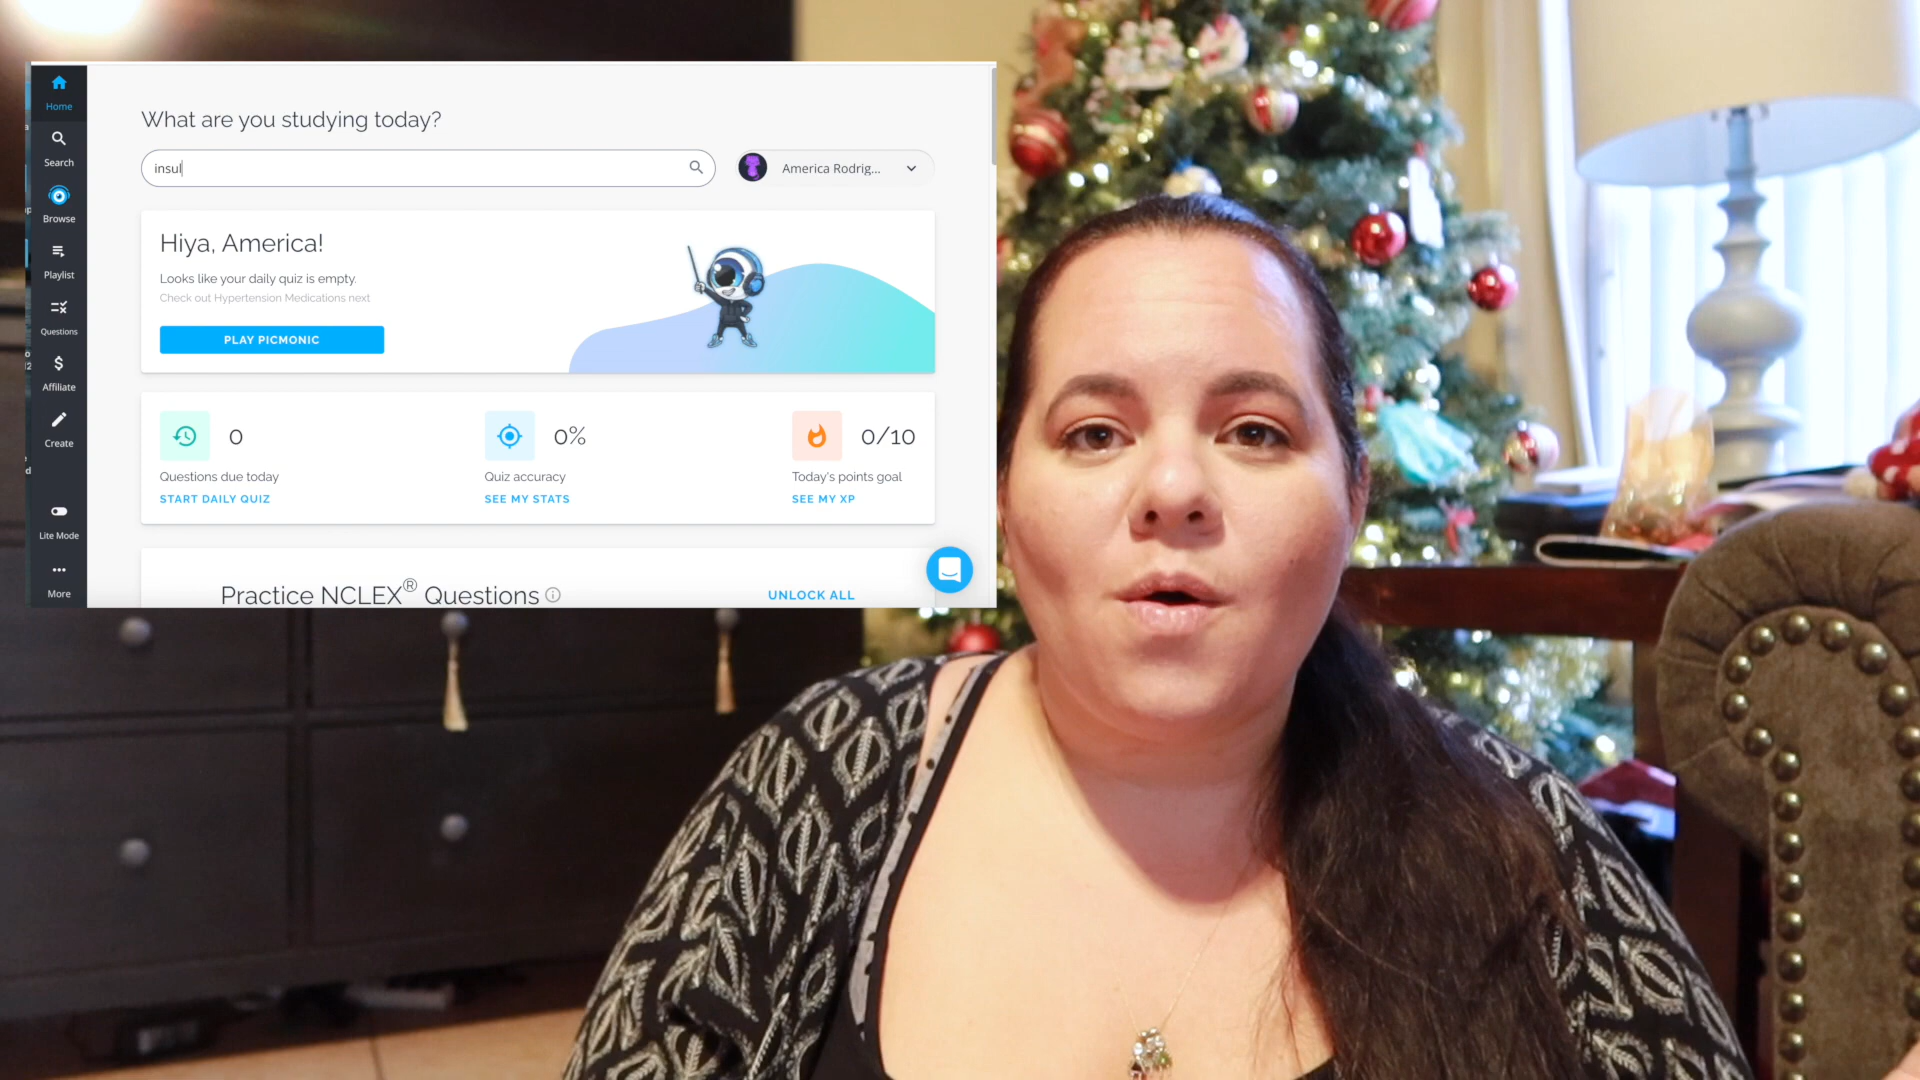 Home
Search
Browse
Playlist
Questions
Affiliate
Create
Lite Mode
More
What are you studying today?
insul
America Rodrig...
Hiya, America!
Looks like your daily quiz is empty.
Check out Hypertension Medications next
PLAY PICMONIC
0
Questions due today
START DAILY QUIZ
0%
Quiz accuracy
SEE MY STATS
0/10
Today's points goal
SEE MY XP
Practice NCLEX® Questions
UNLOCK ALL